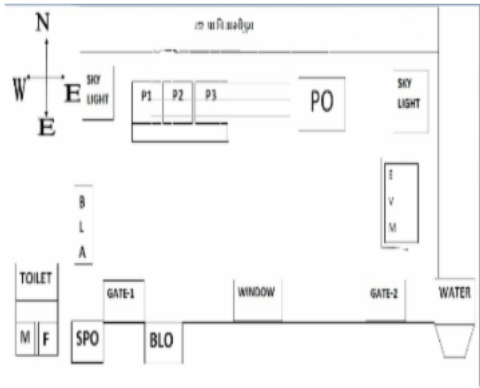 N
W
E
E
SKY
LIGHT
P1
P2
P3
PO
SKY
LIGHT
E
V
M
B
L
A
TOILET
M
F
GATE-1
WINDOW
GATE-2
WATER
SPO
BLO